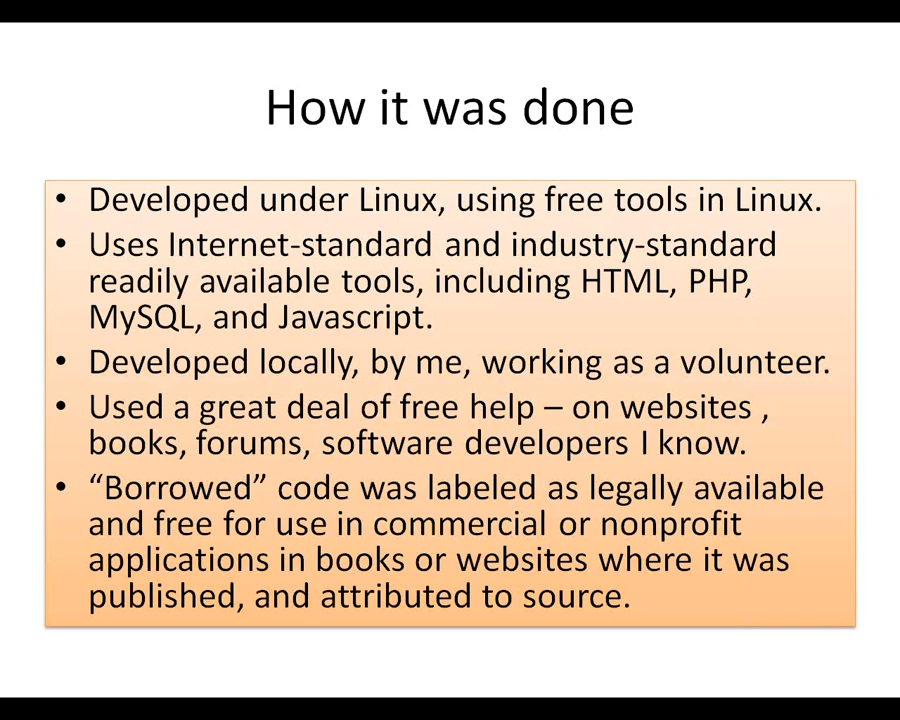 How it was done
• Developed under Linux, using free tools in Linux.
• Uses Internet-standard and industry-standard
readily available tools, including HTML, PHP,
MySQL, and Javascript.
• Developed locally, by me, working as a volunteer.
• Used a great deal of free help – on websites ,
books, forums, software developers I know.
• “Borrowed” code was labeled as legally available
and free for use in commercial or nonprofit
applications in books or websites where it was
published, and attributed to source.